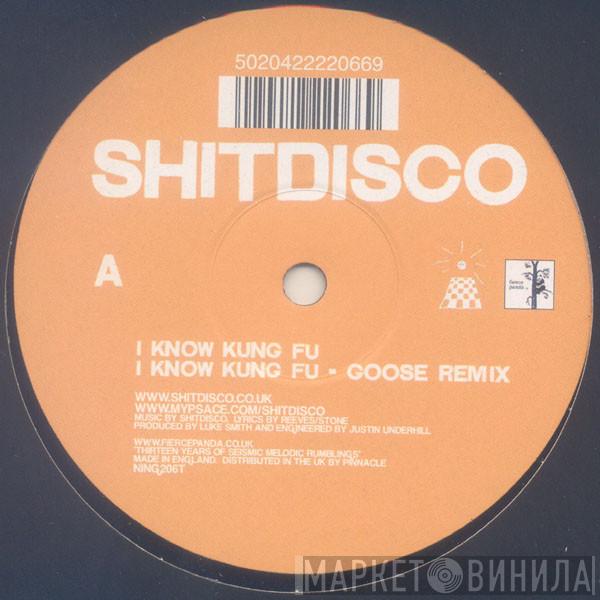 5020422220669
SHITDISCO
A
fierce panda
I KNOW KUNG FU
I KNOW KUNG FU - GOOSE REMIX
WWW.SHITDISCO.CO.UK
WWW.MYPSACE.COM/SHITDISCO
MUSIC BY SHITDISCO. LYRICS BY REEVES/STONE
PRODUCED BY LUKE SMITH AND ENGINEERED BY JUSTIN UNDERHILL
WWW.FIERCEPANDA.CO.UK
'THIRTEEN YEARS OF SEISMIC MELODIC RUMBLINGS'
MADE IN ENGLAND. DISTRIBUTED IN THE UK BY PINNACLE
NING206T
МАРКЕТ ВИНИЛА